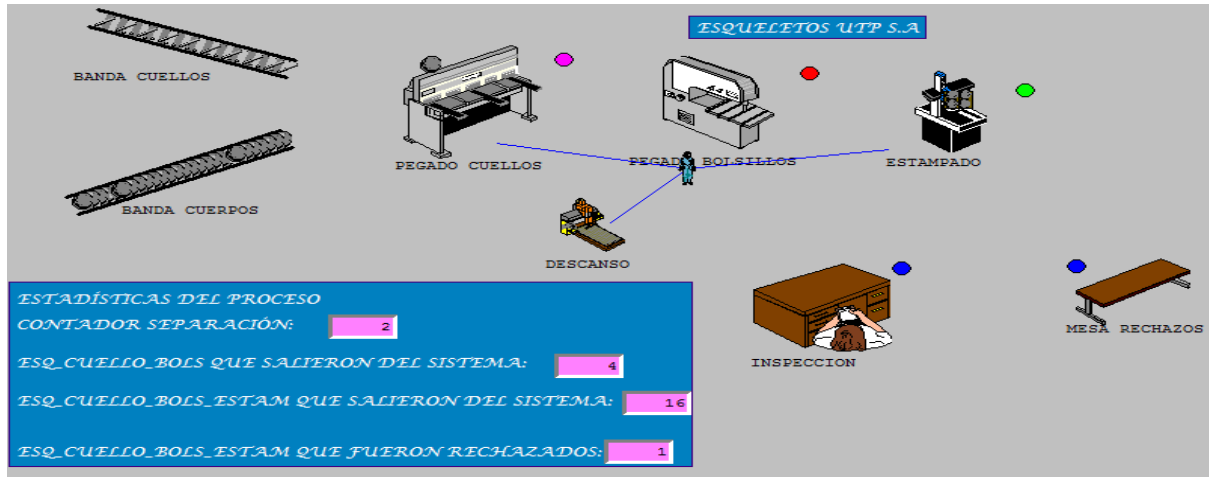 ESQUELETOS UTP S.A
BANDA CUELLOS
PEGADO CUELLOS
PEGADO BOLSILLOS
ESTAMPADO
BANDA CUERPOS
DESCANSO
INSPECCION
MESA RECHAZOS
ESTADÍSTICAS DEL PROCESO
CONTADOR SEPARACIÓN: 2
ESQ_CUELLO_BOLS QUE SALIERON DEL SISTEMA: 4
ESQ_CUELLO_BOLS_ESTAM QUE SALIERON DEL SISTEMA: 16
ESQ_CUELLO_BOLS_ESTAM QUE FUERON RECHAZADOS: 1